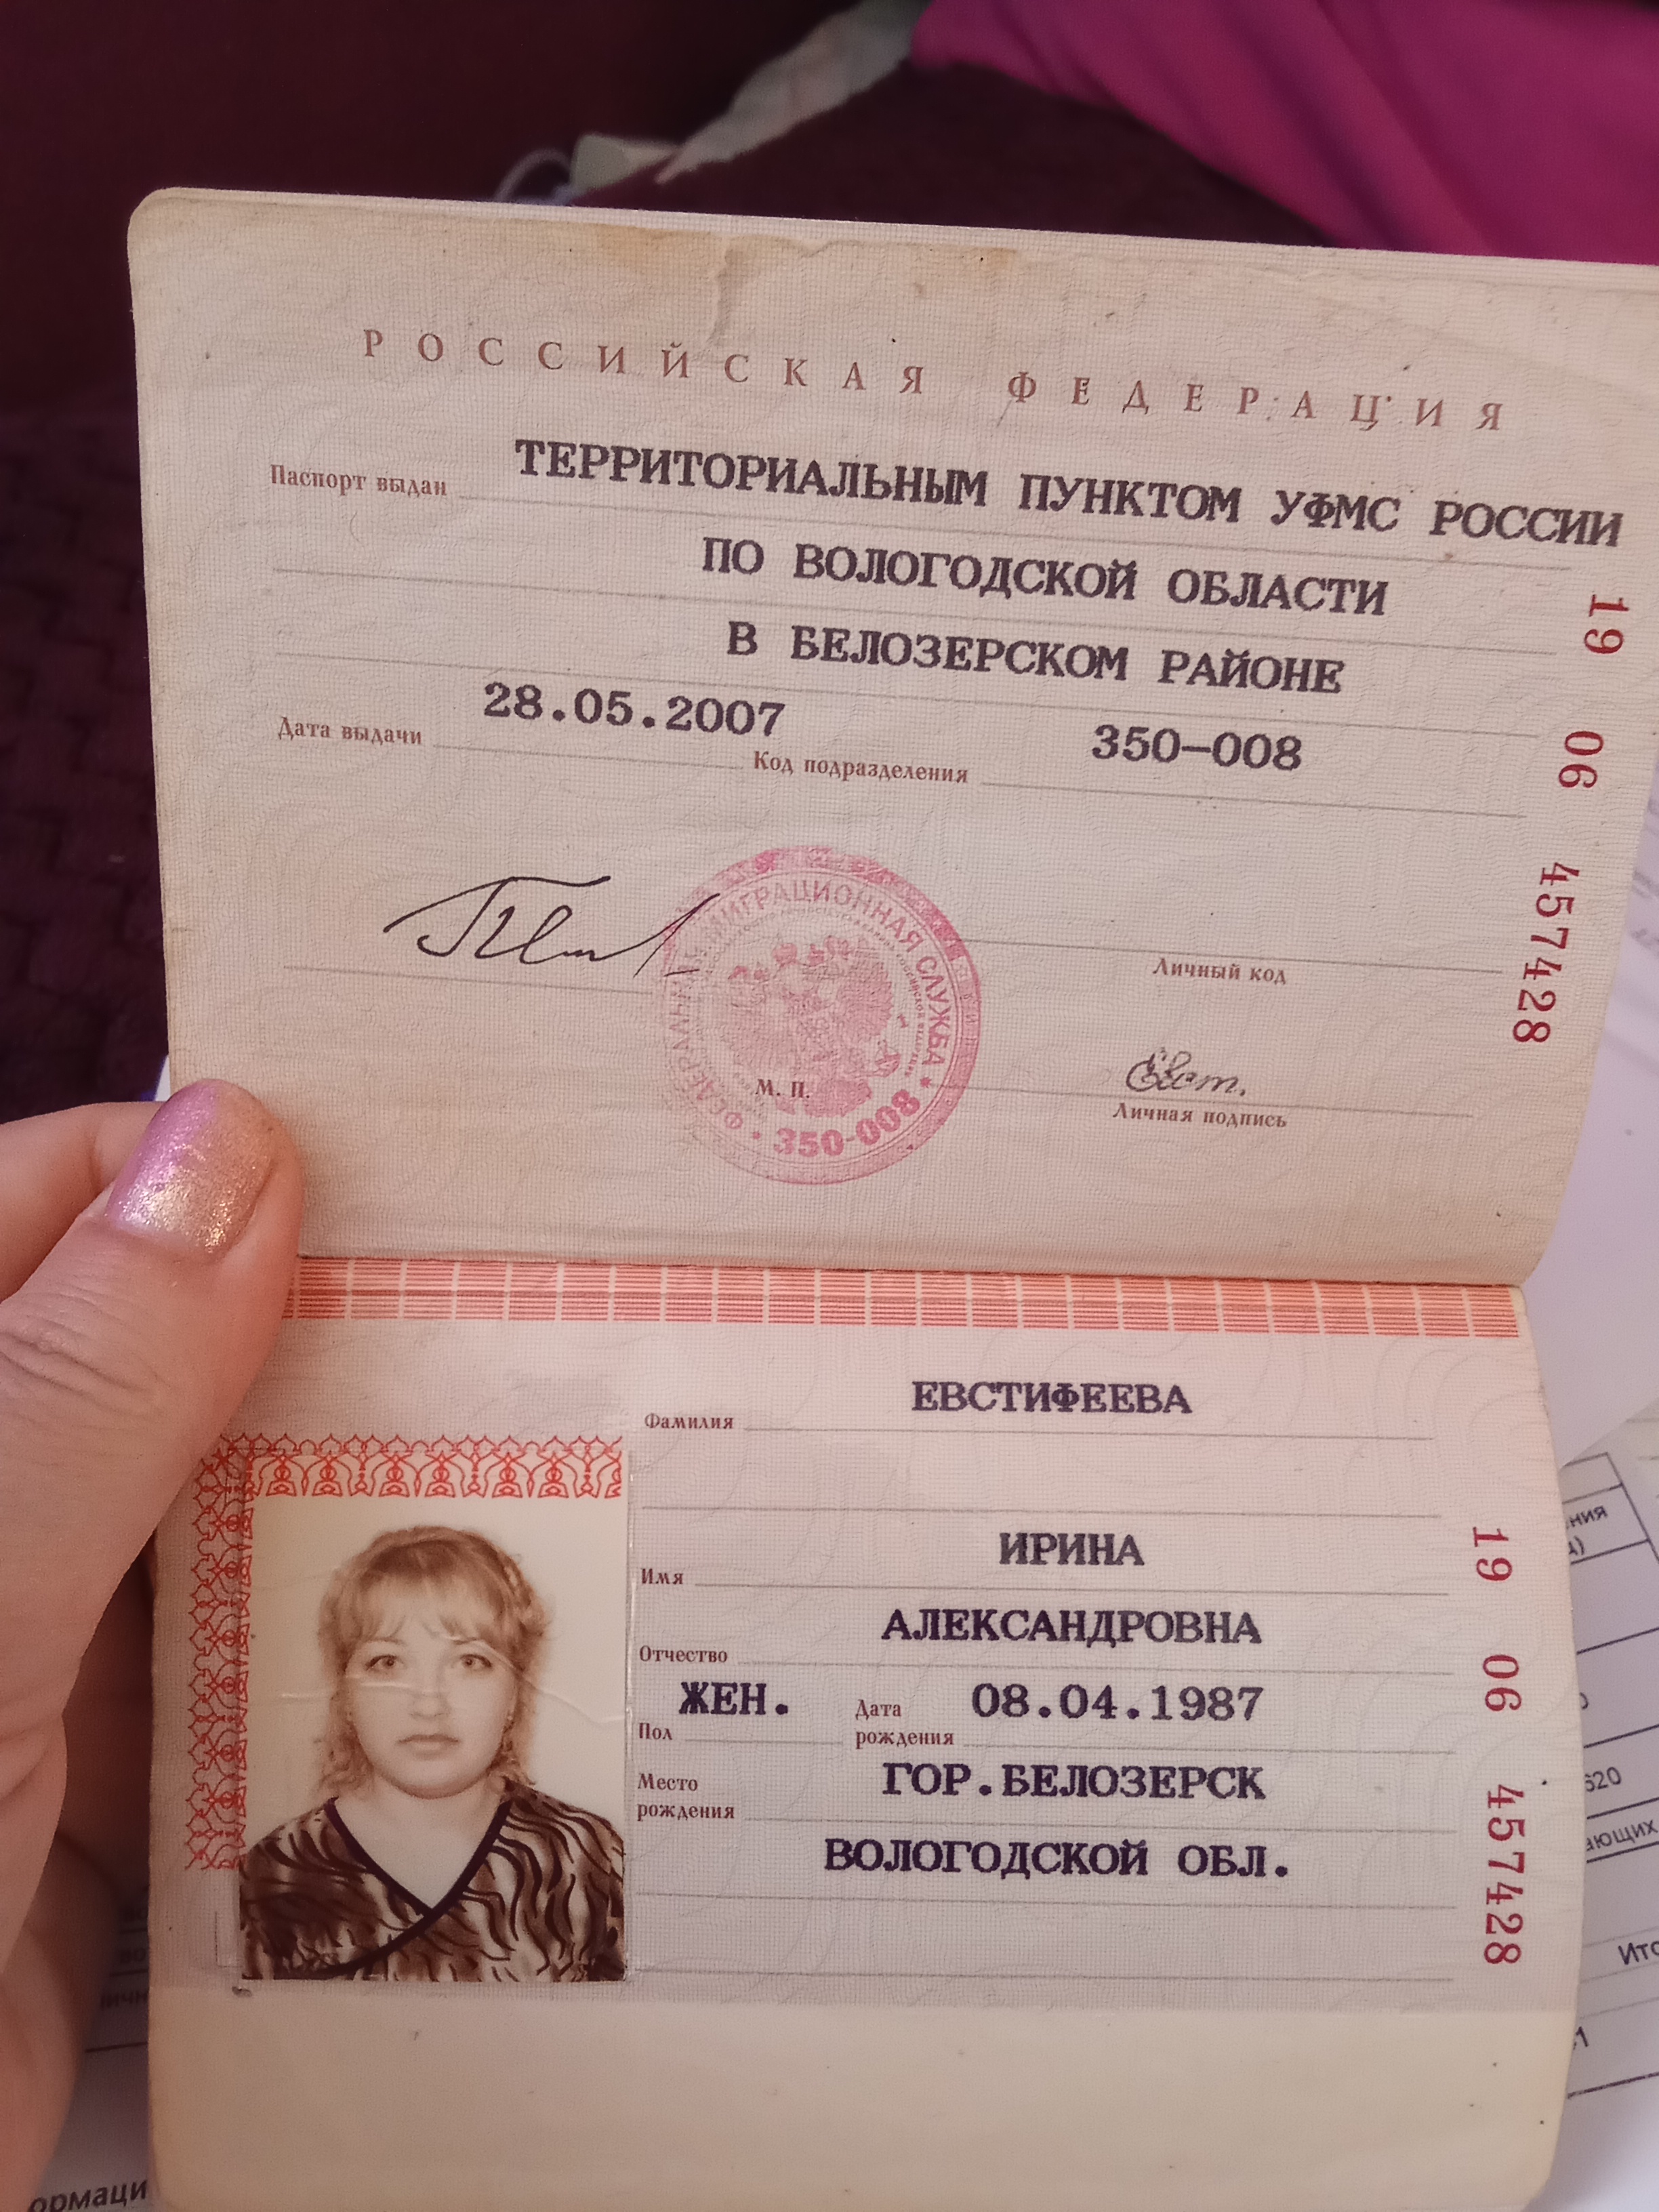 РОССИЙСКАЯ ФЕДЕРАЦИЯ
Паспорт выдан ТЕРРИТОРИАЛЬНЫМ ПУНКТОМ УФМС РОССИИ
ПО ВОЛОГОДСКОЙ ОБЛАСТИ
В БЕЛОЗЕРСКОМ РАЙОНЕ
Дата выдачи 28.05.2007 Код подразделения 350-008
19 06 457428
ФЕДЕРАЛЬНАЯ МИГРАЦИОННАЯ СЛУЖБА
350-008
М. П.
Личный код
Евст.
Личная подпись
Фамилия ЕВСТИФЕЕВА
Имя ИРИНА
Отчество АЛЕКСАНДРОВНА
Пол ЖЕН. Дата рождения 08.04.1987
Место рождения ГОР.БЕЛОЗЕРСК
ВОЛОГОДСКОЙ ОБЛ.
19 06 457428